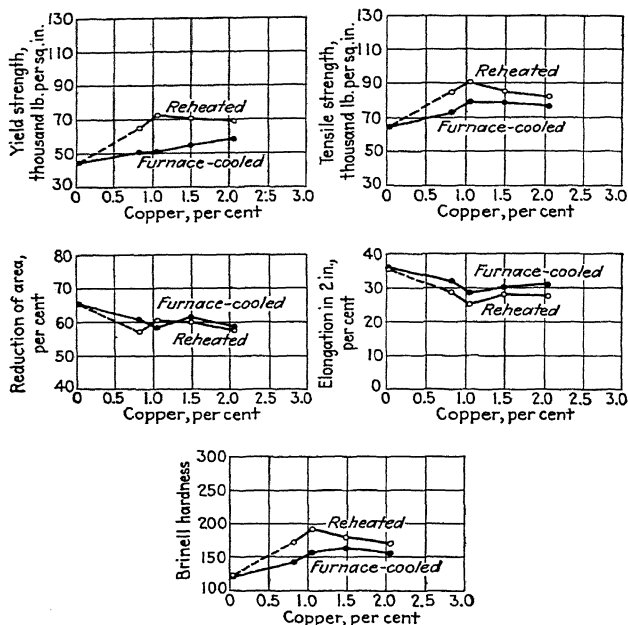 Yield strength,
thousand lb. per sq. in.
130
110
90
70
50
30
Reheated
Furnace-cooled
0 0.5 1.0 1.5 2.0 2.5 3.0
Copper, per cent
Tensile strength,
thousand lb. per sq. in.
130
110
90
70
50
30
Reheated
Furnace-cooled
0 0.5 1.0 1.5 2.0 2.5 3.0
Copper, per cent
Reduction of area,
per cent
80
70
60
50
40
Furnace-cooled
Reheated
0 0.5 1.0 1.5 2.0 2.5 3.0
Copper, per cent
Elongation in 2 in.,
per cent
40
30
20
10
0
Furnace-cooled
Reheated
0 0.5 1.0 1.5 2.0 2.5 3.0
Copper, per cent
Brinell hardness
300
250
200
150
100
Reheated
Furnace-cooled
0 0.5 1.0 1.5 2.0 2.5 3.0
Copper, per cent